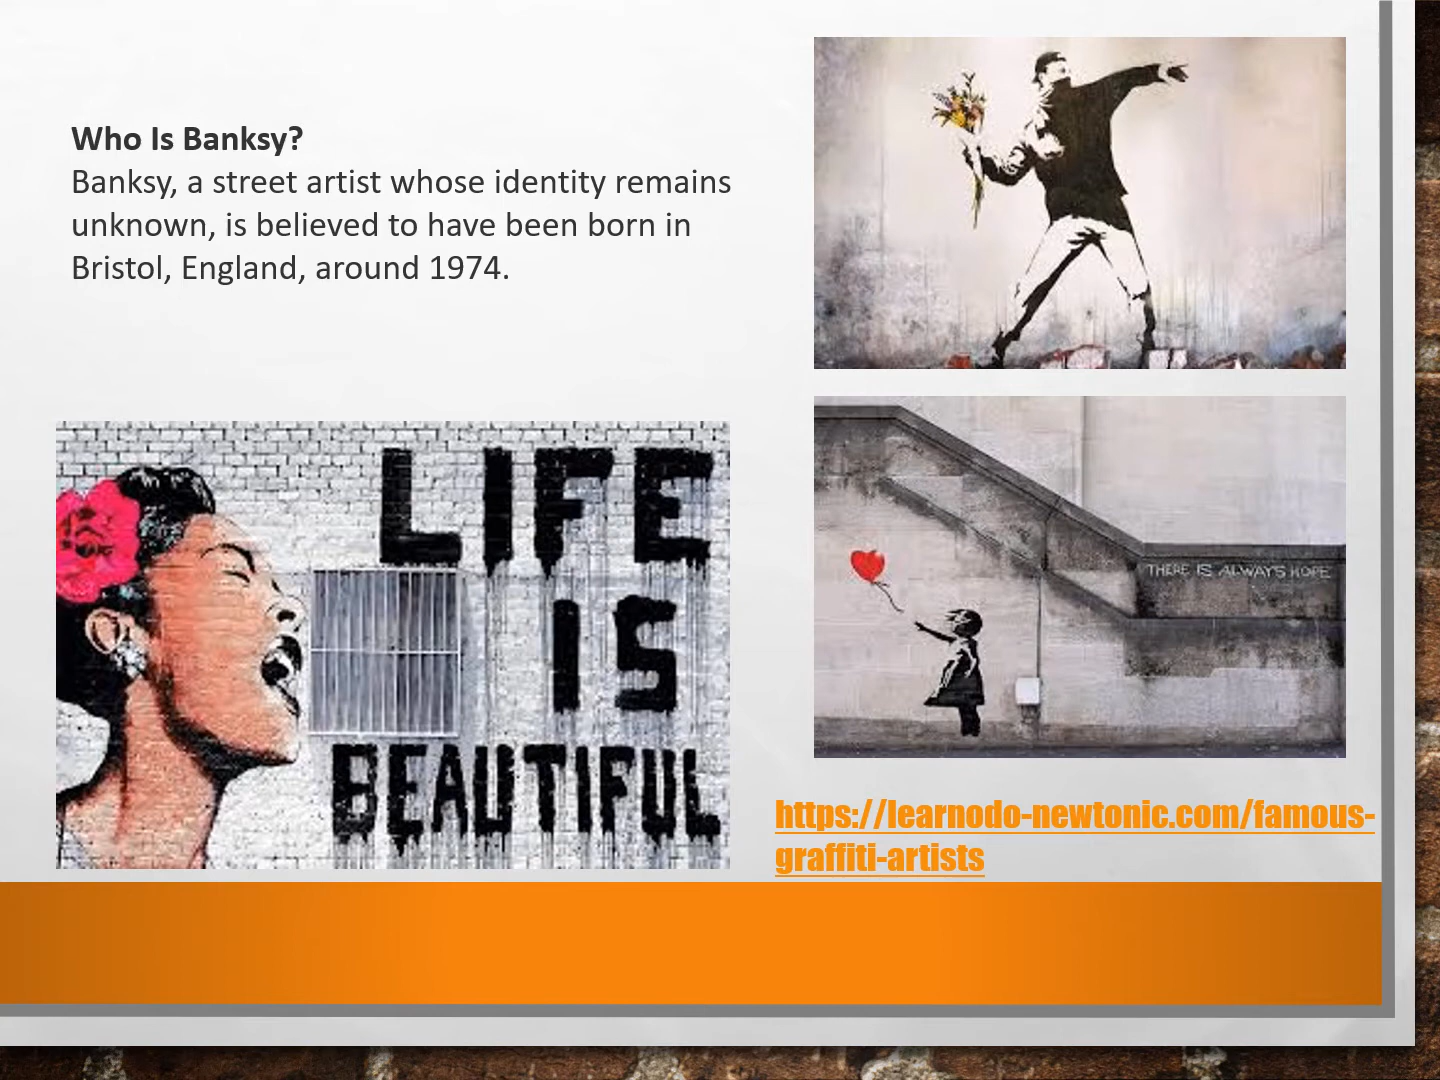 Who Is Banksy?
Banksy, a street artist whose identity remains
unknown, is believed to have been born in
Bristol, England, around 1974.
LIFE
IS
BEAUTIFUL
THERE IS ALWAYS HOPE
https://learnodo-newtonic.com/famous-
graffiti-artists